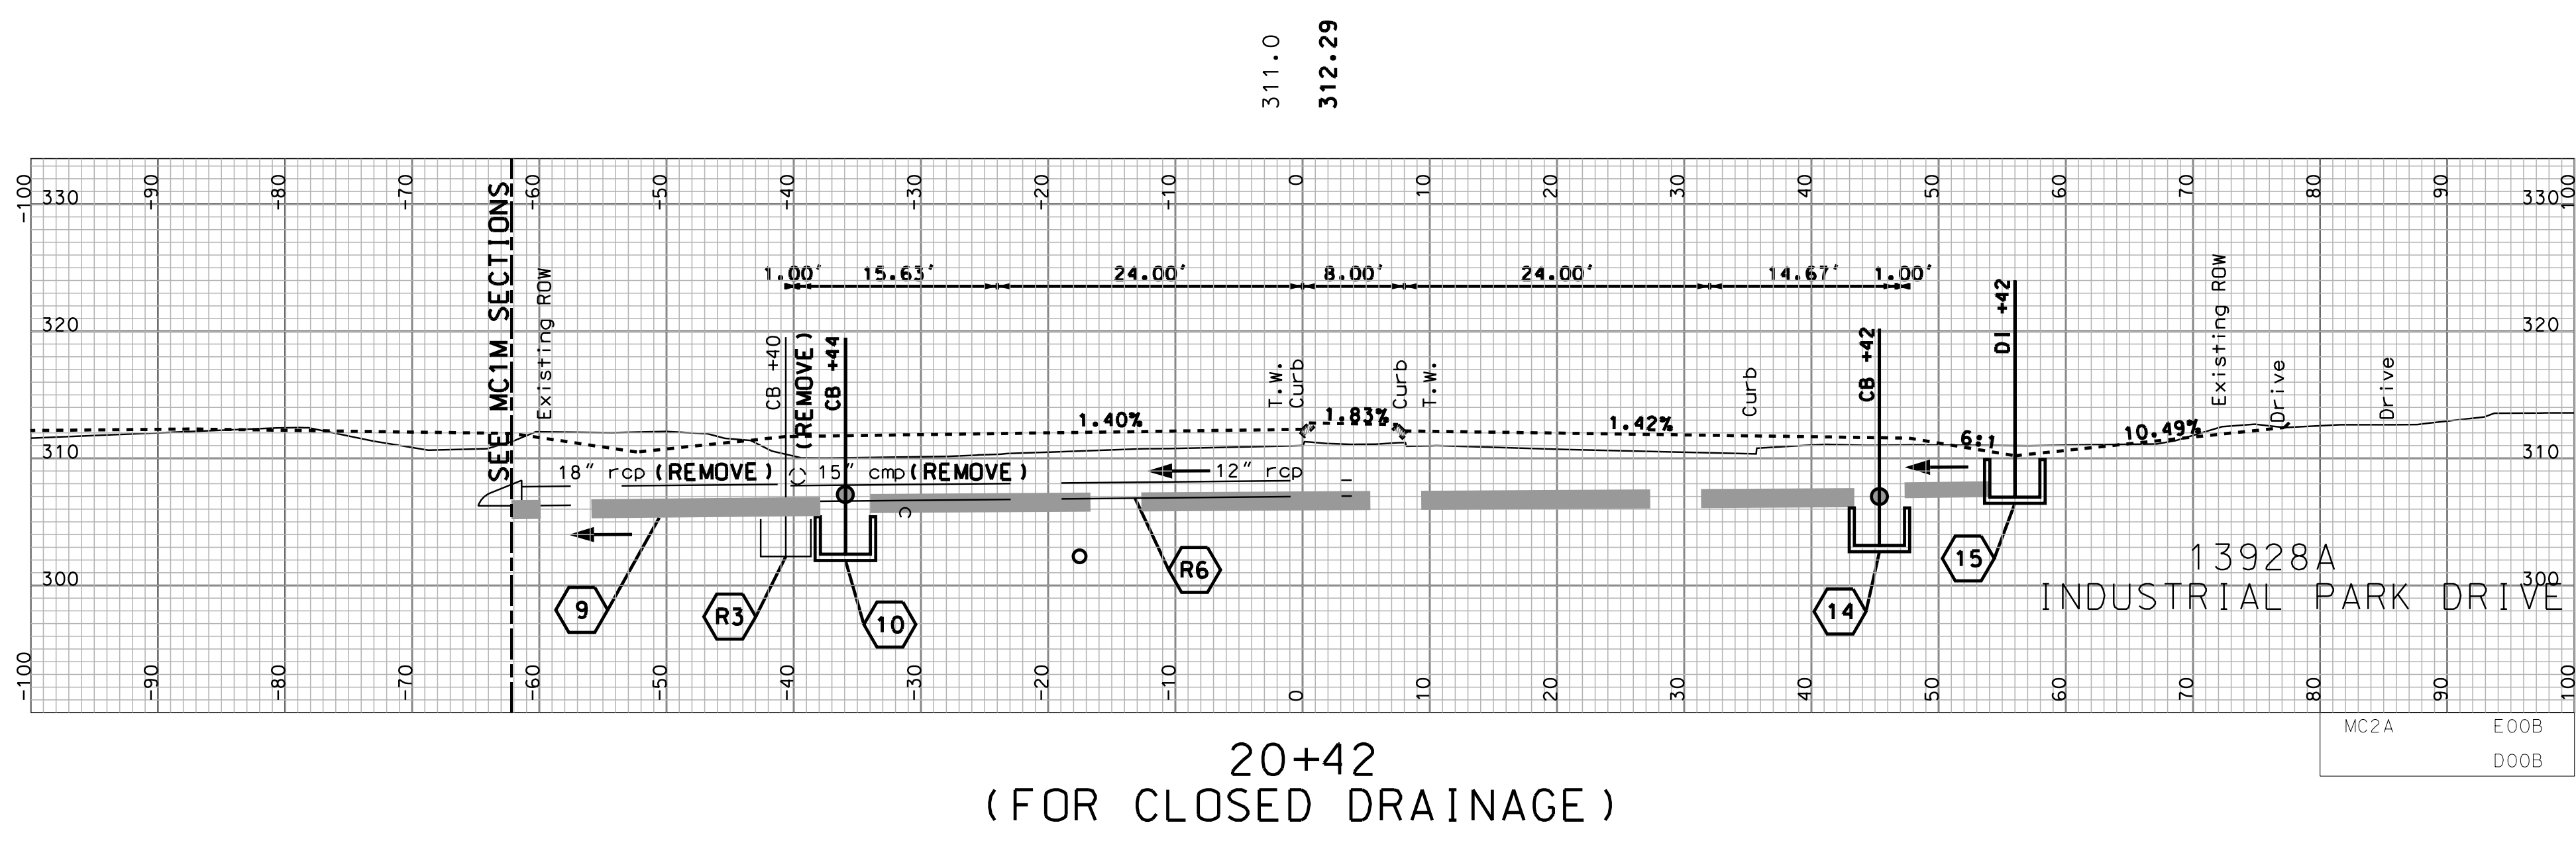 311.0
312.29
-100 -90 -80 -70 -60 -50 -40 -30 -20 -10 0 10 20 30 40 50 60 70 80 90 100
330 330
SEE MC1M SECTIONS
Existing ROW
1.00' 15.63' 24.00' 8.00' 24.00' 14.67' 1.00'
320 320
CB +40
(REMOVE)
CB +44
T.W.
Curb
Curb
T.W.
Curb
CB +42
DI +42
Existing ROW
Drive
Drive
1.40% 1.83% 1.42% 6:1 10.49%
310 310
18" rcp (REMOVE) 15" cmp (REMOVE) 12" rcp
R6 15
13928A
300 300
INDUSTRIAL PARK DRIVE
9 R3 10 14
-100 -90 -80 -70 -60 -50 -40 -30 -20 -10 0 10 20 30 40 50 60 70 80 90 100
MC2A E00B
D00B
20+42
(FOR CLOSED DRAINAGE)